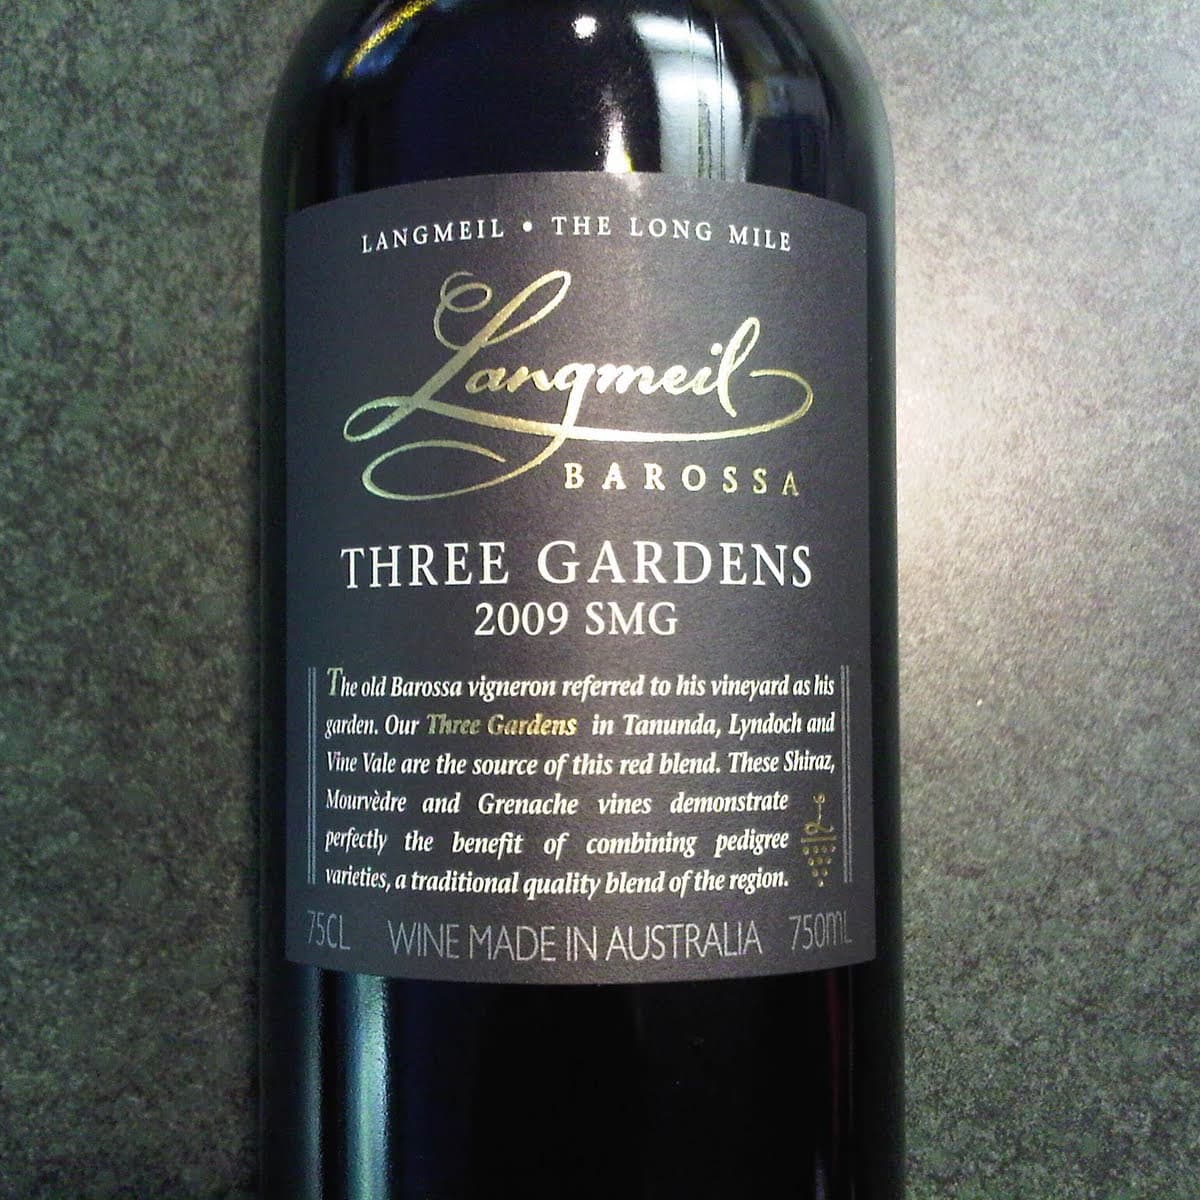 LANGMEIL • THE LONG MILE
Langmeil
BAROSSA
THREE GARDENS
2009 SMG
The old Barossa vigneron referred to his vineyard as his
garden. Our Three Gardens in Tanunda, Lyndoch and
Vine Vale are the source of this red blend. These Shiraz,
Mourvèdre and Grenache vines demonstrate
perfectly the benefit of combining pedigree
varieties, a traditional quality blend of the region.
75CL WINE MADE IN AUSTRALIA 750mL